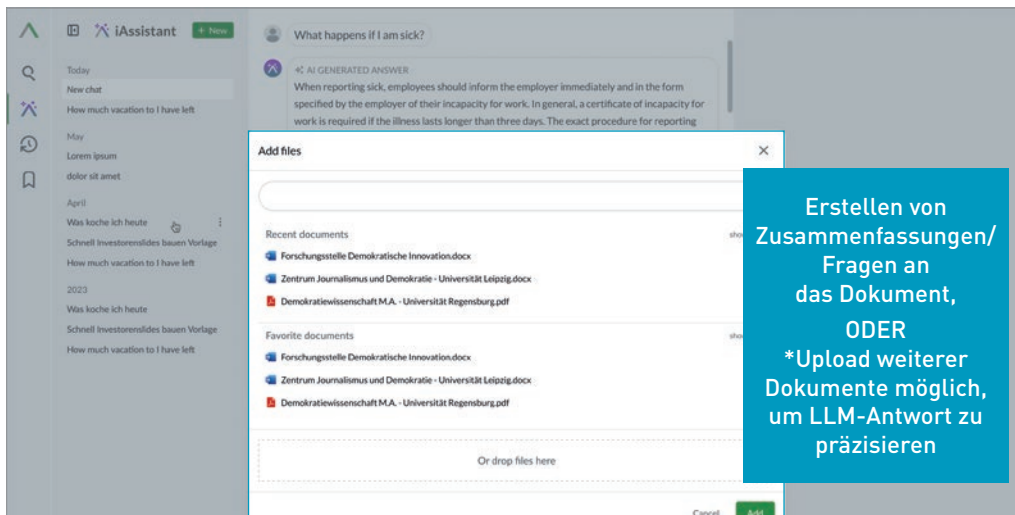 iAssistant
+ New
Today
New chat
How much vacation to I have left
May
Lorem ipsum
dolor sit amet
April
Was koche ich heute
Schnell Investorenslides bauen Vorlage
How much vacation to I have left
2023
Was koche ich heute
Schnell Investorenslides bauen Vorlage
How much vacation to I have left
What happens if I am sick?
AI GENERATED ANSWER
When reporting sick, employees should inform the employer immediately and in the form
specified by the employer of their incapacity for work. In general, a certificate of incapacity for
work is required if the illness lasts longer than three days. The exact procedure for reporting
Add files
Recent documents
Forschungsstelle Demokratische Innovation.docx
Zentrum Journalismus und Demokratie - Universität Leipzig.docx
Demokratiewissenschaft M.A. - Universität Regensburg.pdf
Favorite documents
Forschungsstelle Demokratische Innovation.docx
Zentrum Journalismus und Demokratie - Universität Leipzig.docx
Demokratiewissenschaft M.A. - Universität Regensburg.pdf
Or drop files here
Cancel
Add
Erstellen von
Zusammenfassungen/
Fragen an
das Dokument,
ODER
*Upload weiterer
Dokumente möglich,
um LLM-Antwort zu
präzisieren